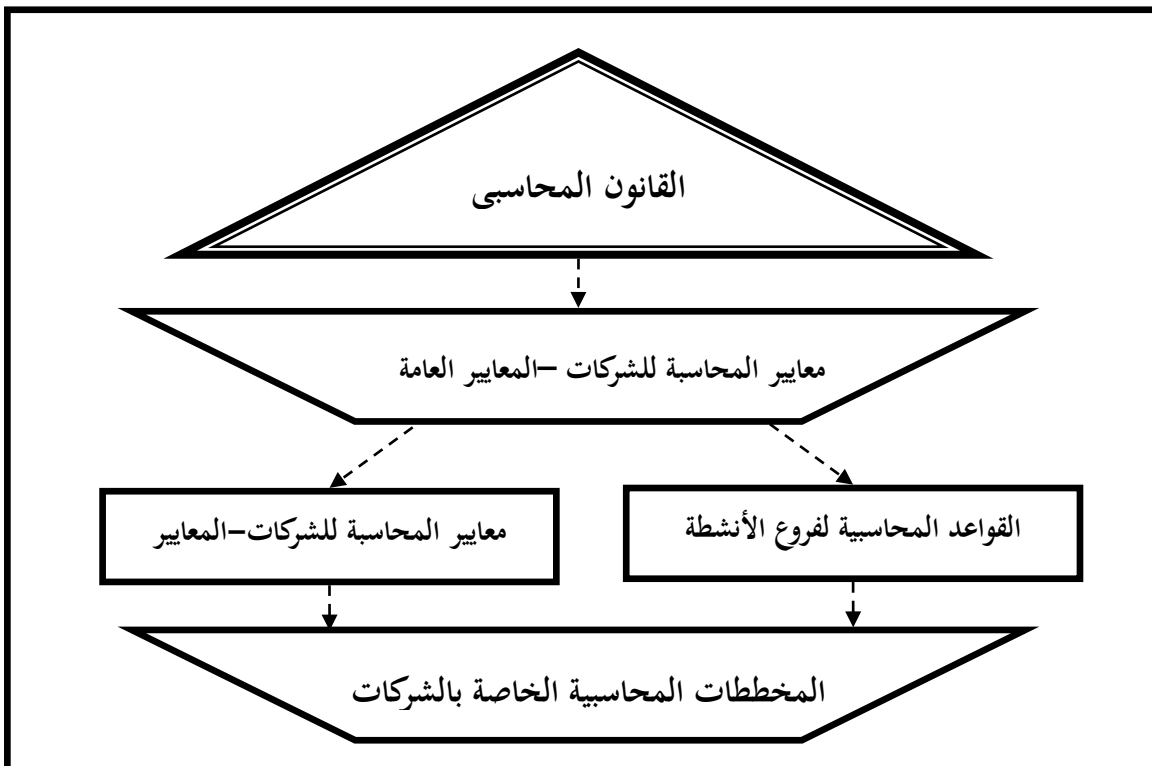 القانون المحاسبى
معايير المحاسبة للشركات –المعايير العامة
القواعد المحاسبية لفروع الأنشطة
معايير المحاسبة للشركات–المعايير
المخططات المحاسبية الخاصة بالشركات